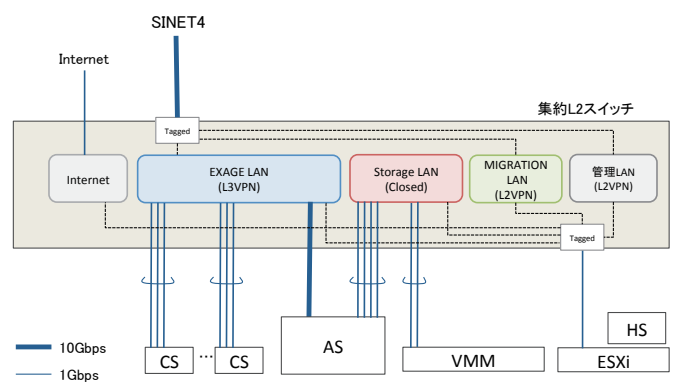 SINET4
Internet
集約L2スイッチ
Tagged
Internet
EXAGE LAN
(L3VPN)
Storage LAN
(Closed)
MIGRATION
LAN
(L2VPN)
管理LAN
(L2VPN)
Tagged
10Gbps
1Gbps
CS
...
CS
AS
VMM
HS
ESXi